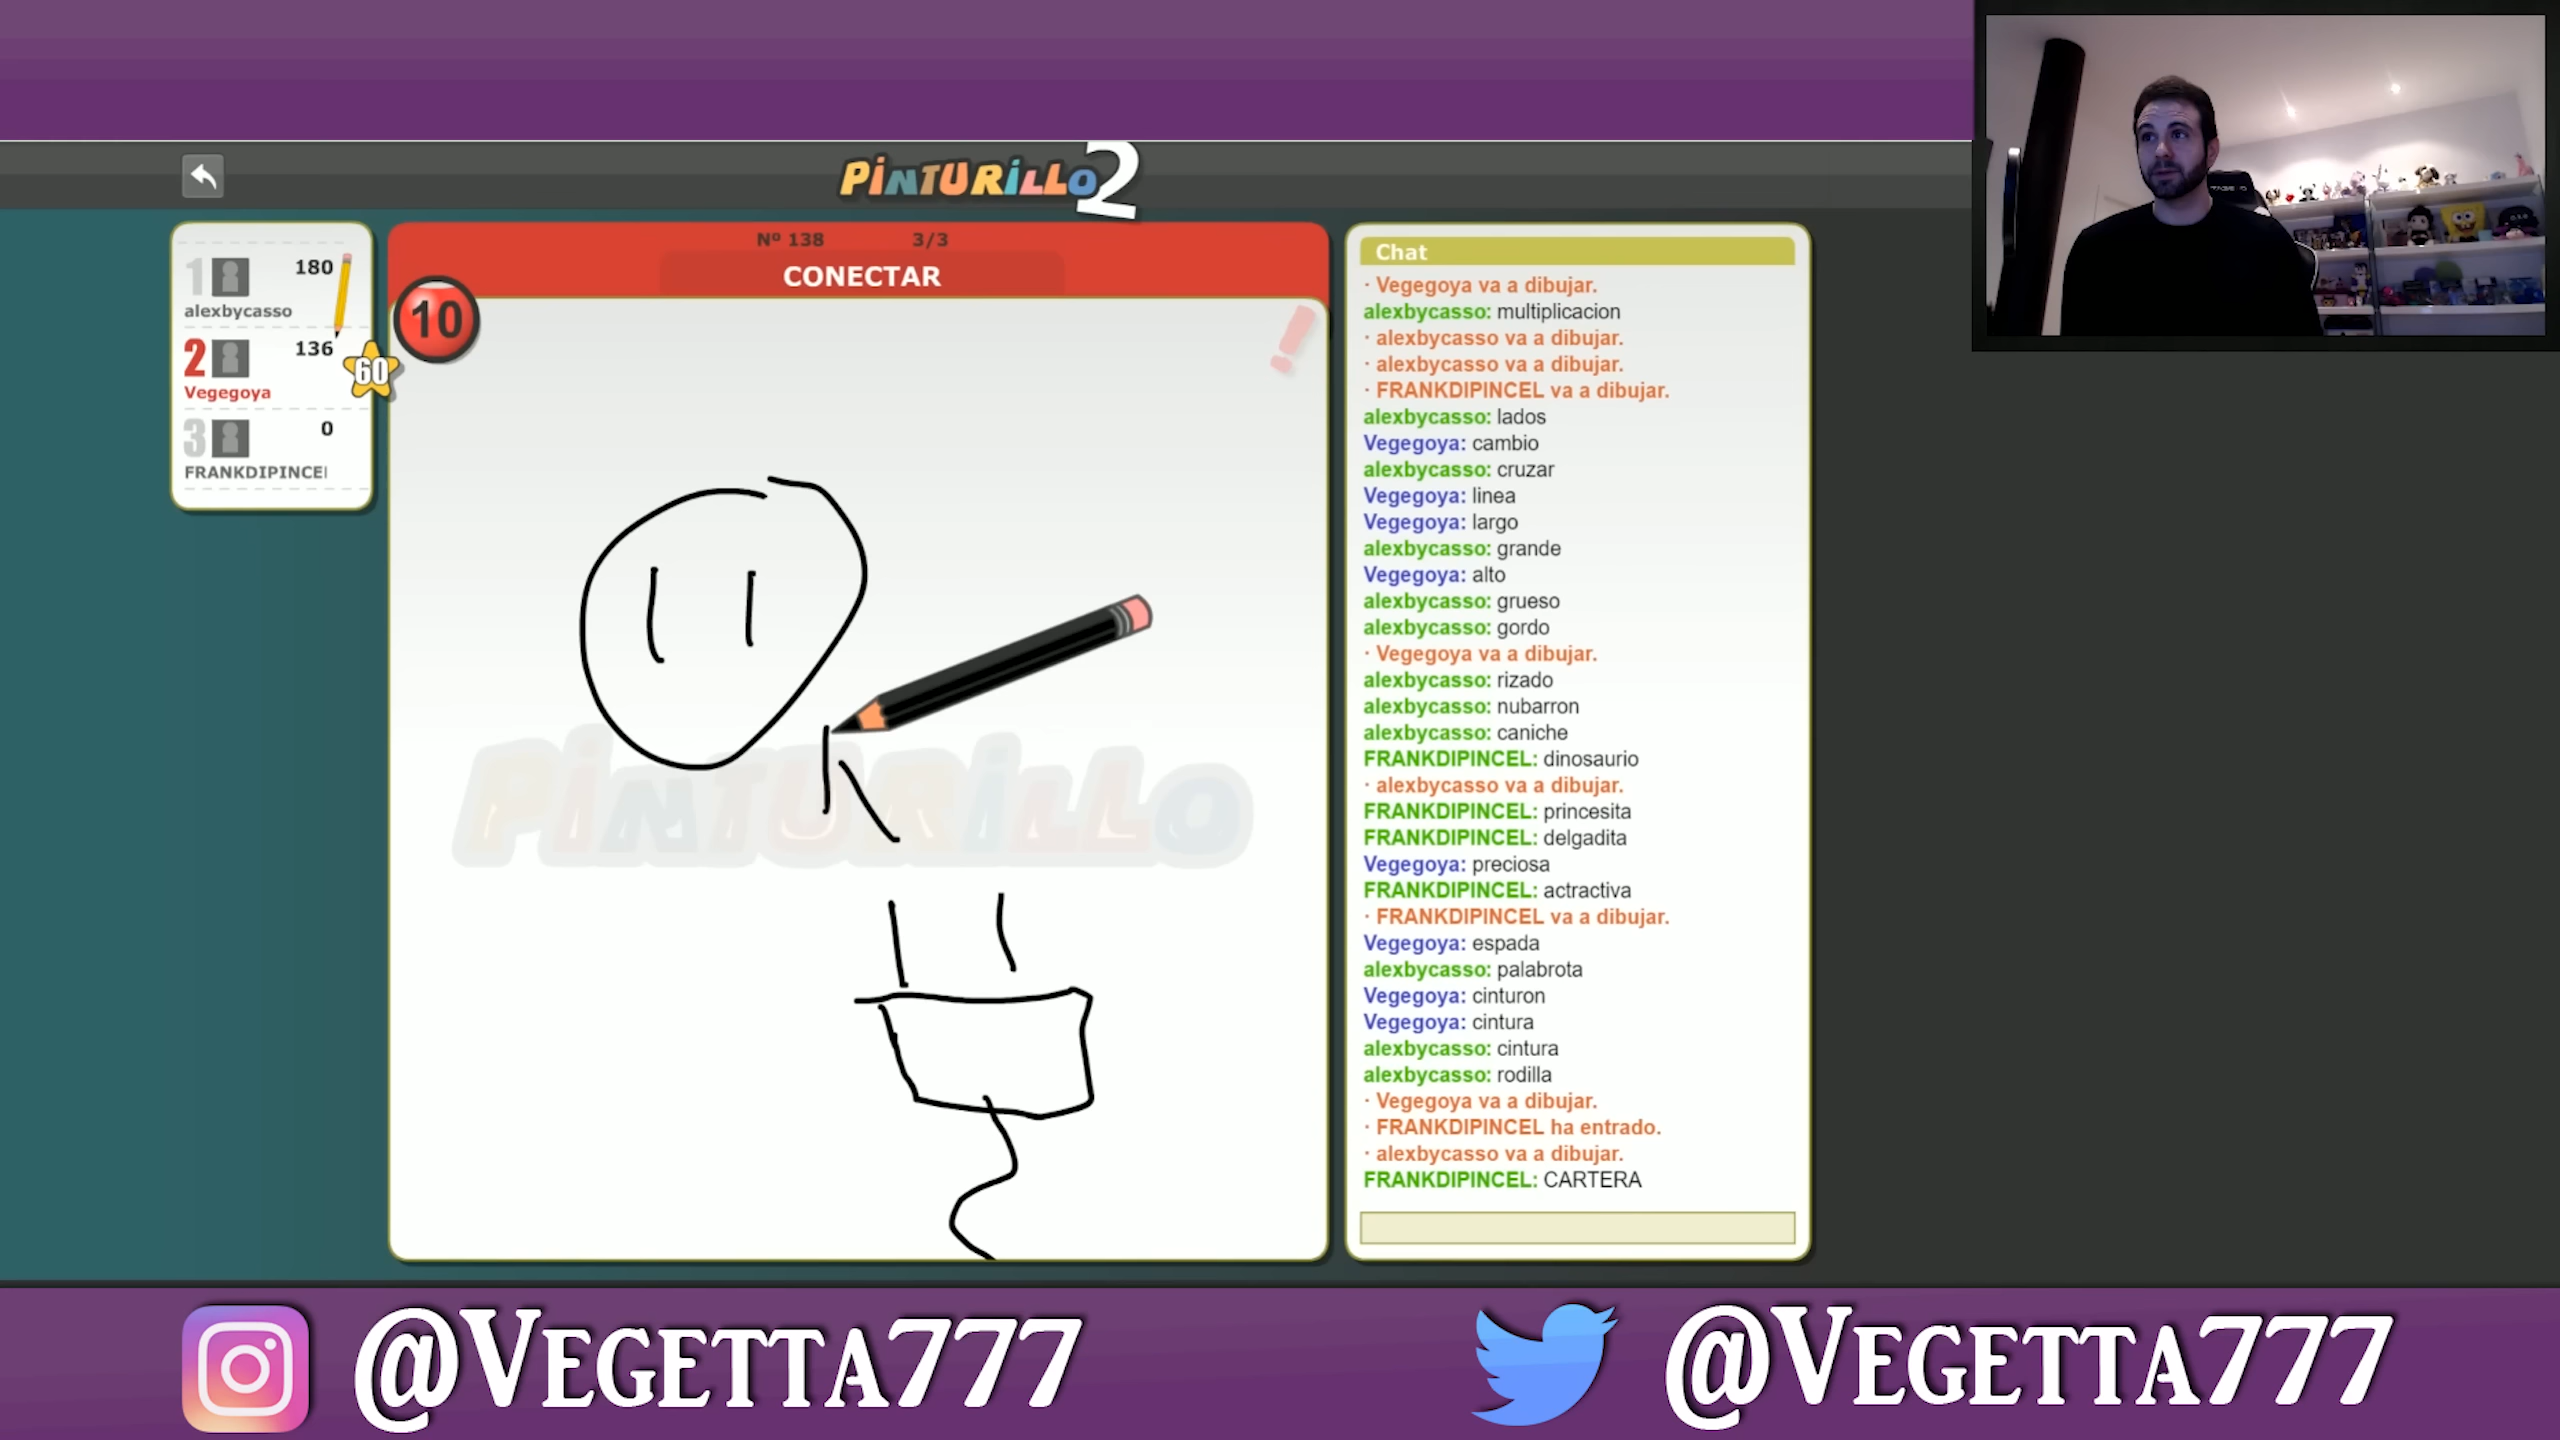 PiNTURiLLO2
1 180
alexbycasso
2 136
Vegegoya
60
3 0
FRANKDIPINCEl
Nº 138 3/3
CONECTAR
10
!
PiNTURiLLO
Chat
· Vegegoya va a dibujar.
alexbycasso: multiplicacion
· alexbycasso va a dibujar.
· alexbycasso va a dibujar.
· FRANKDIPINCEL va a dibujar.
alexbycasso: lados
Vegegoya: cambio
alexbycasso: cruzar
Vegegoya: linea
Vegegoya: largo
alexbycasso: grande
Vegegoya: alto
alexbycasso: grueso
alexbycasso: gordo
· Vegegoya va a dibujar.
alexbycasso: rizado
alexbycasso: nubarron
alexbycasso: caniche
FRANKDIPINCEL: dinosaurio
· alexbycasso va a dibujar.
FRANKDIPINCEL: princesita
FRANKDIPINCEL: delgadita
Vegegoya: preciosa
FRANKDIPINCEL: actractiva
· FRANKDIPINCEL va a dibujar.
Vegegoya: espada
alexbycasso: palabrota
Vegegoya: cinturon
Vegegoya: cintura
alexbycasso: cintura
alexbycasso: rodilla
· Vegegoya va a dibujar.
· FRANKDIPINCEL ha entrado.
· alexbycasso va a dibujar.
FRANKDIPINCEL: CARTERA
@VEGETTA777
@VEGETTA777